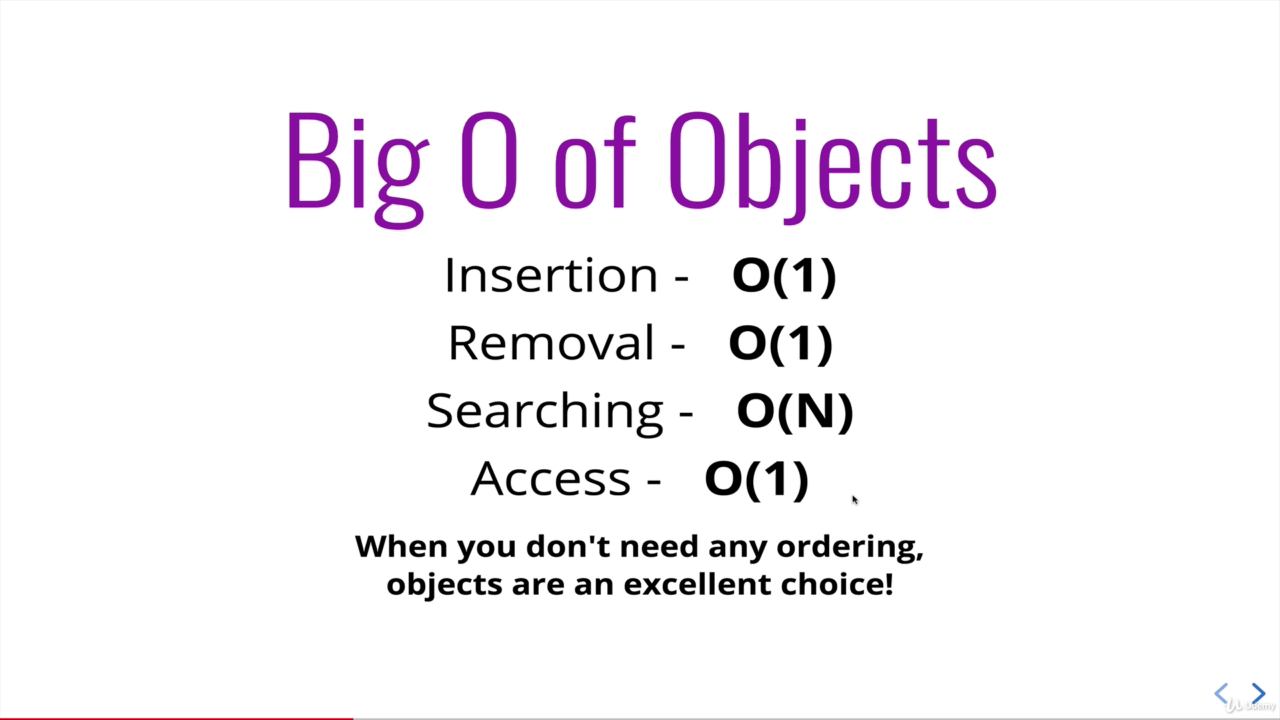 Big O of Objects
Insertion - O(1)
Removal - O(1)
Searching - O(N)
Access - O(1)
When you don't need any ordering,
objects are an excellent choice!
Udemy